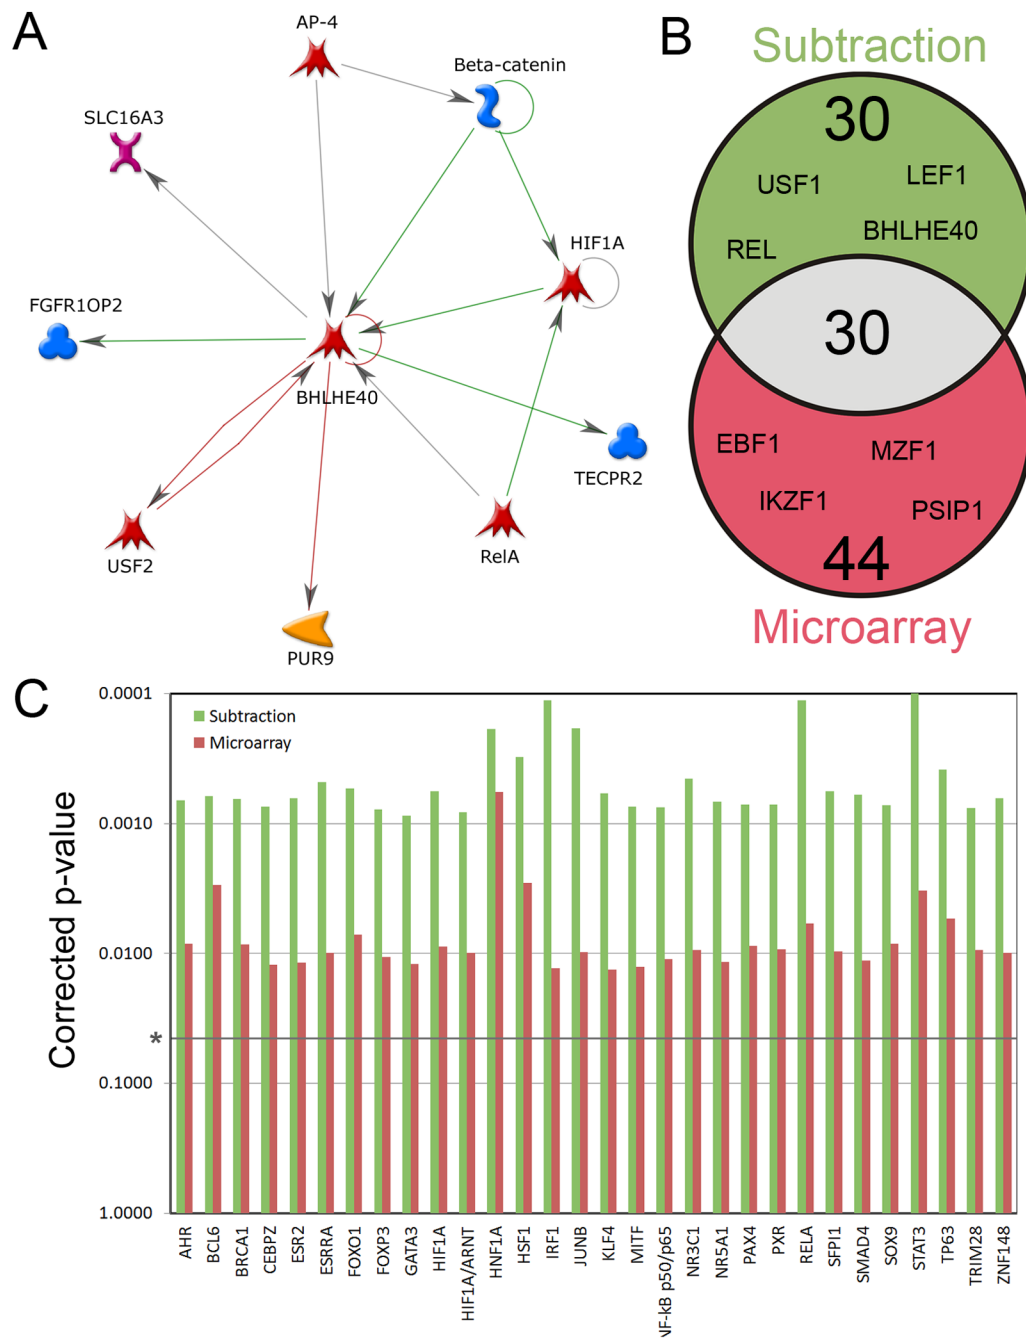 A
AP-4
Beta-catenin
SLC16A3
HIF1A
FGFR1OP2
BHLHE40
TECPR2
USF2
RelA
PUR9
B
Subtraction
30
USF1
LEF1
REL
BHLHE40
30
EBF1
MZF1
IKZF1
PSIP1
44
Microarray
C
Corrected p-value
0.0001
0.0010
0.0100
*
0.1000
1.0000
Subtraction
Microarray
AHR
BCL6
BRCA1
CEBPZ
ESR2
ESRRA
FOXO1
FOXP3
GATA3
HIF1A
HIF1A/ARNT
HNF1A
HSF1
IRF1
JUNB
KLF4
MITF
NF-kB p50/p65
NR3C1
NR5A1
PAX4
PXR
RELA
SFPI1
SMAD4
SOX9
STAT3
TP63
TRIM28
ZNF148